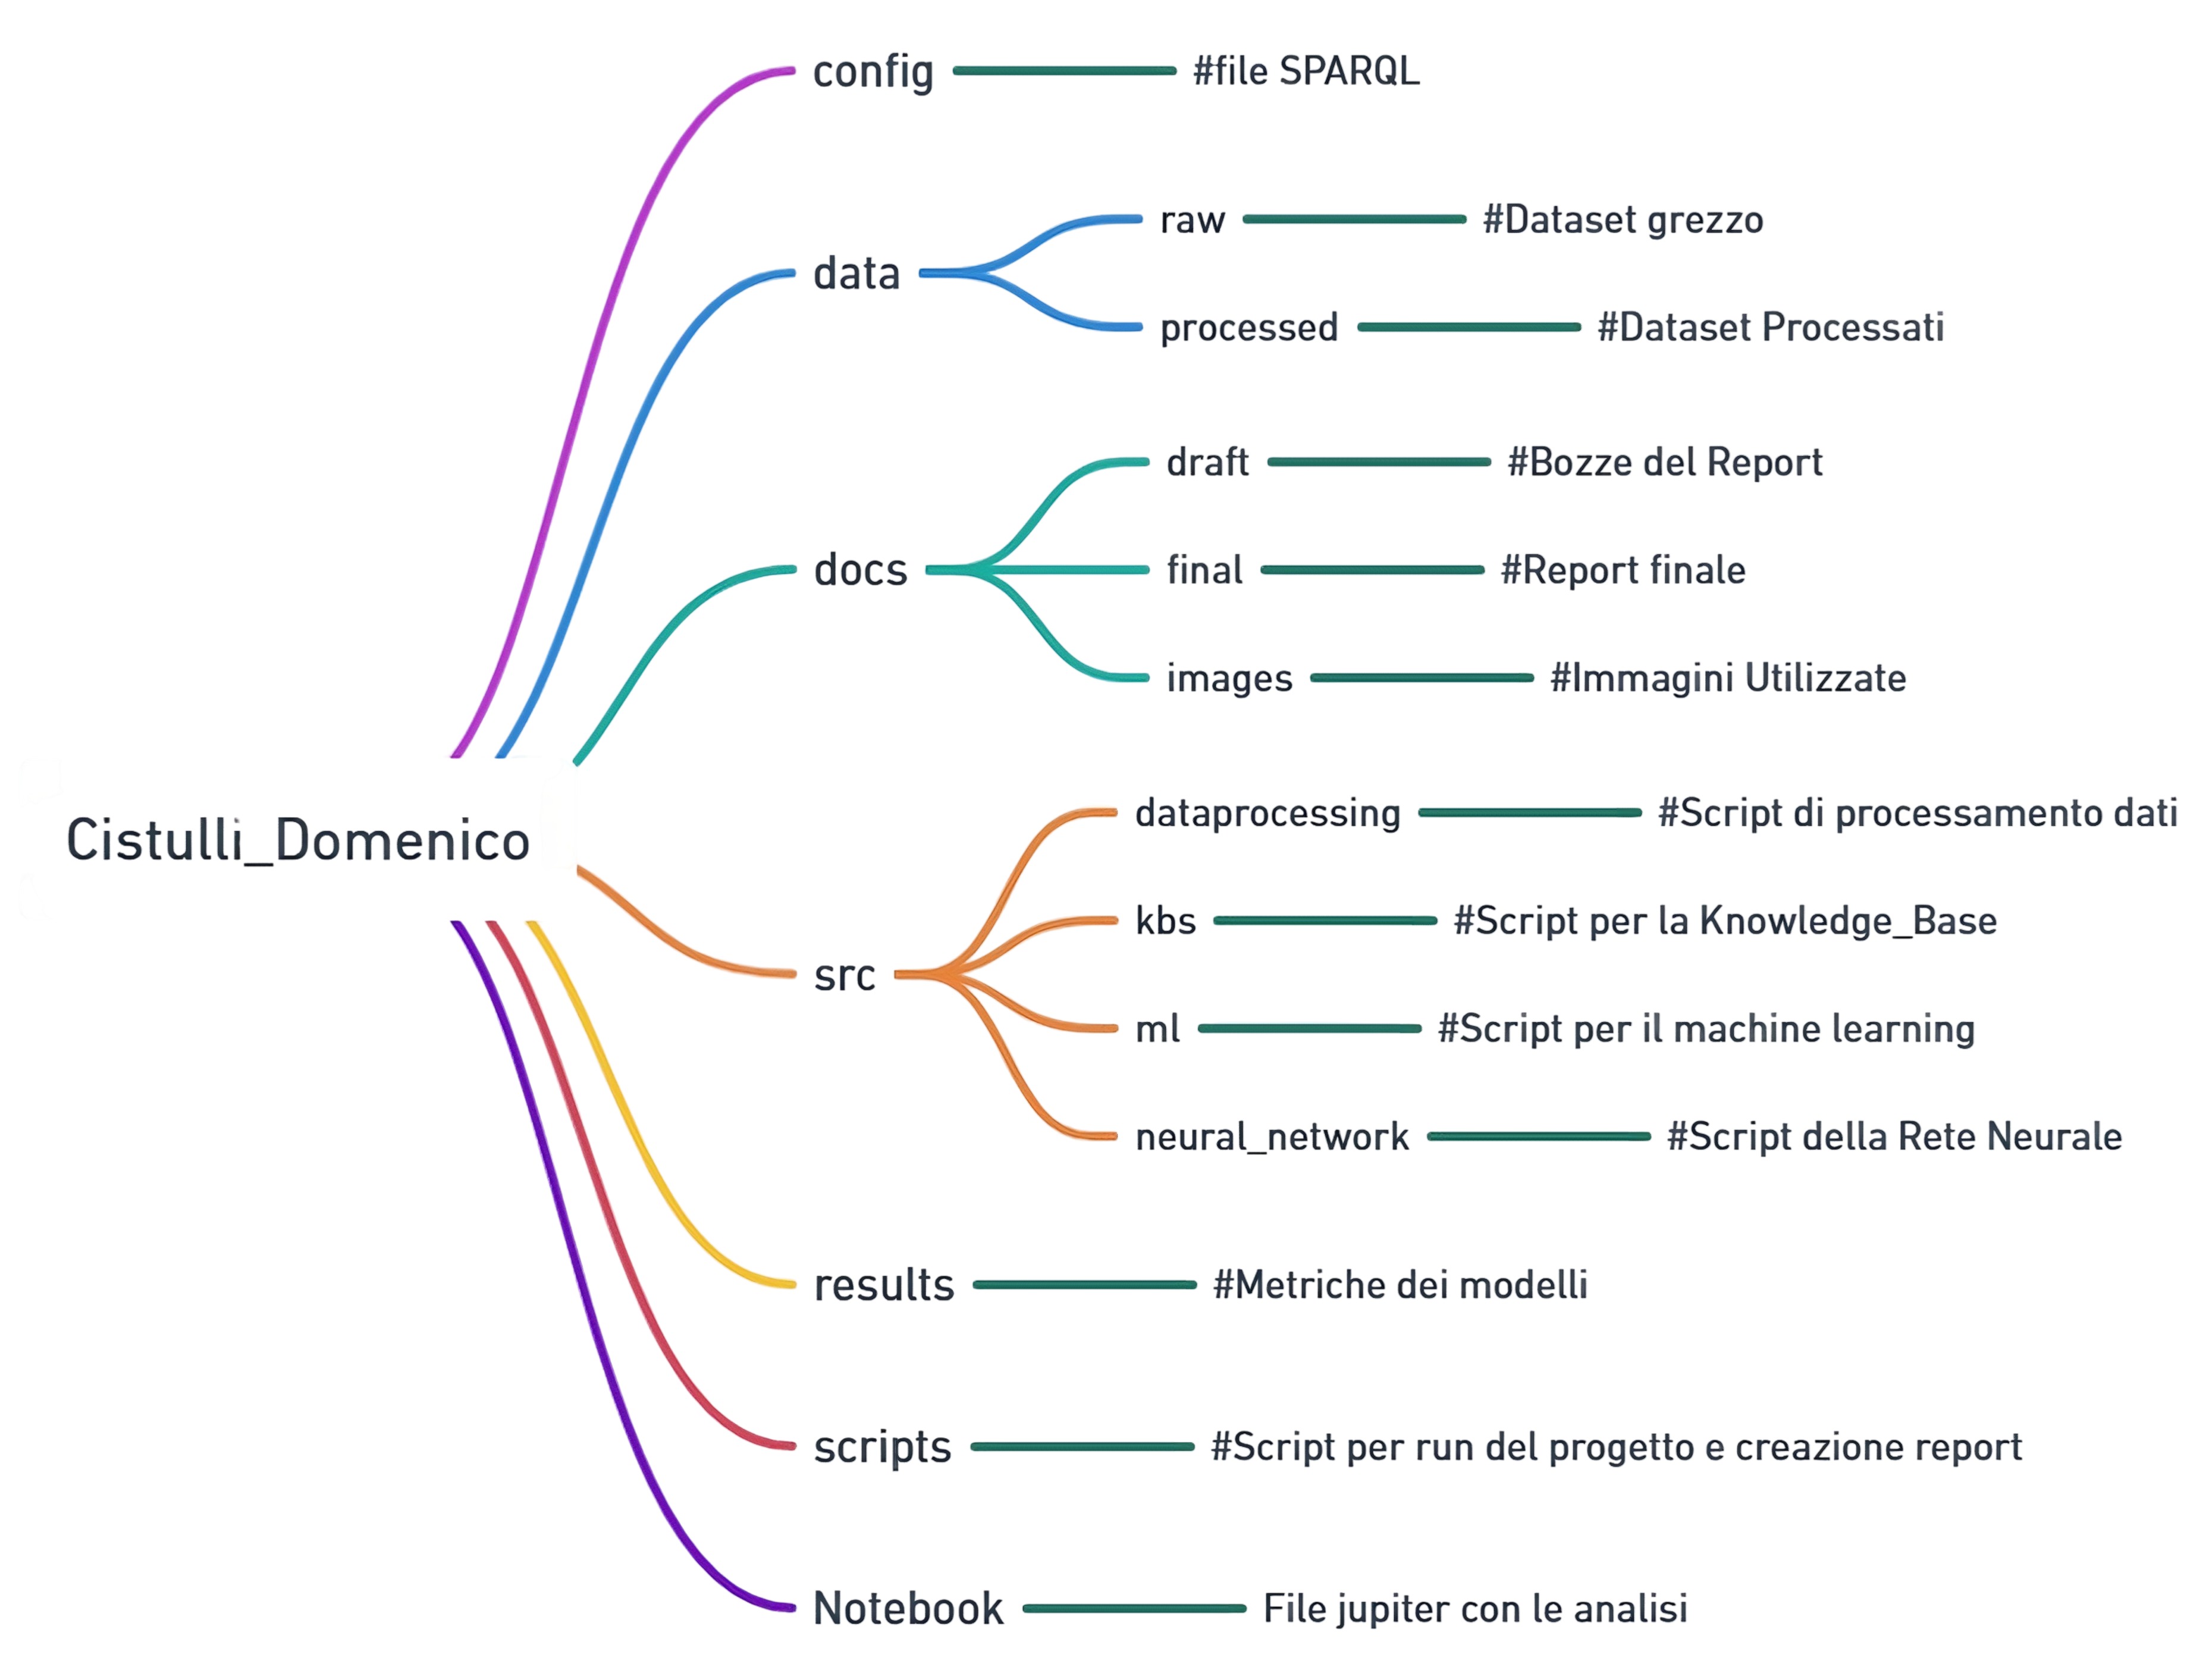 config #file SPARQL
data
raw #Dataset grezzo
processed #Dataset Processati
docs
draft #Bozze del Report
final #Report finale
images #Immagini Utilizzate
Cistulli_Domenico
src
dataprocessing #Script di processamento dati
kbs #Script per la Knowledge_Base
ml #Script per il machine learning
neural_network #Script della Rete Neurale
results #Metriche dei modelli
scripts #Script per run del progetto e creazione report
Notebook File jupiter con le analisi